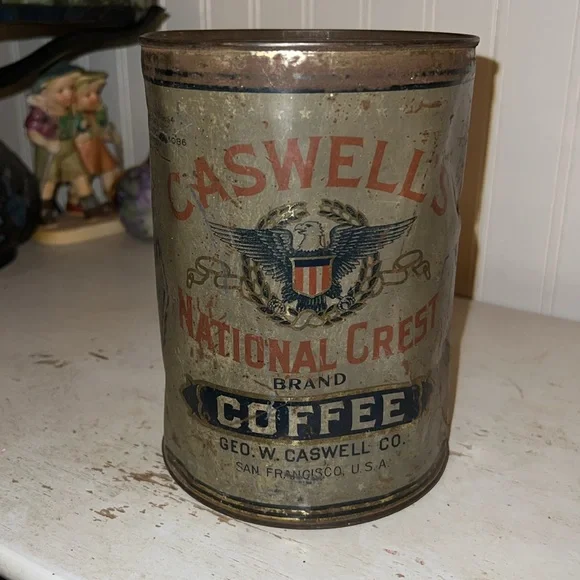 CASWELL'S
NATIONAL CREST
BRAND
COFFEE
GEO. W. CASWELL CO.
SAN FRANCISCO, U.S.A